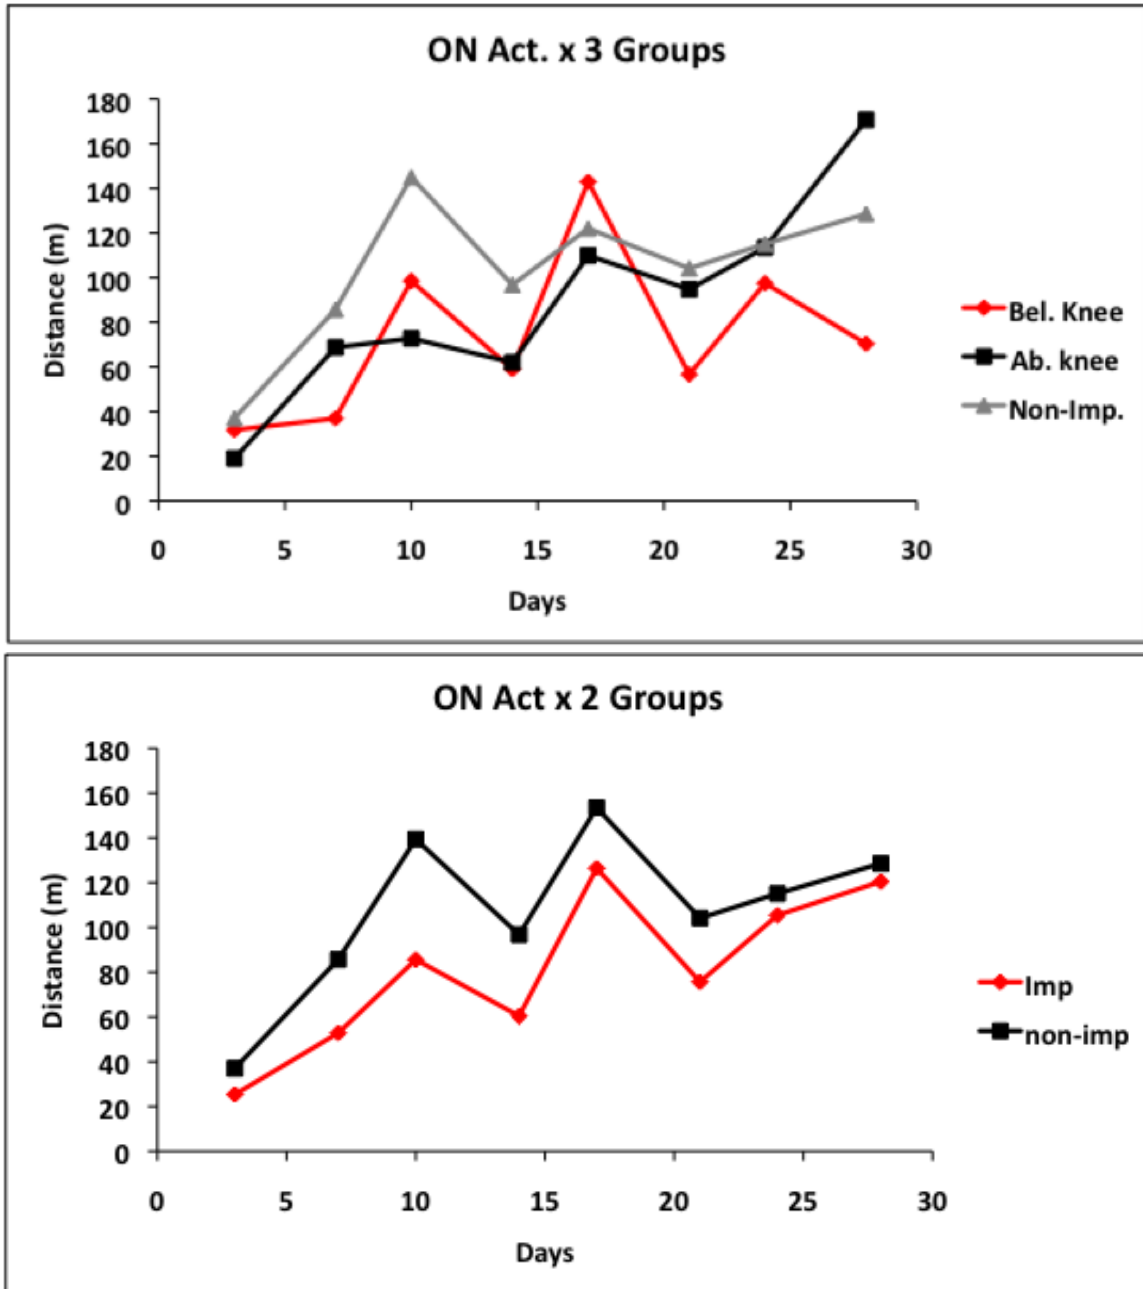 ON Act. x 3 Groups
180
160
140
120
100
80
60
40
20
0
Distance (m)
0 5 10 15 20 25 30
Days
Bel. Knee
Ab. knee
Non-Imp.
ON Act x 2 Groups
180
160
140
120
100
80
60
40
20
0
Distance (m)
0 5 10 15 20 25 30
Days
Imp
non-imp